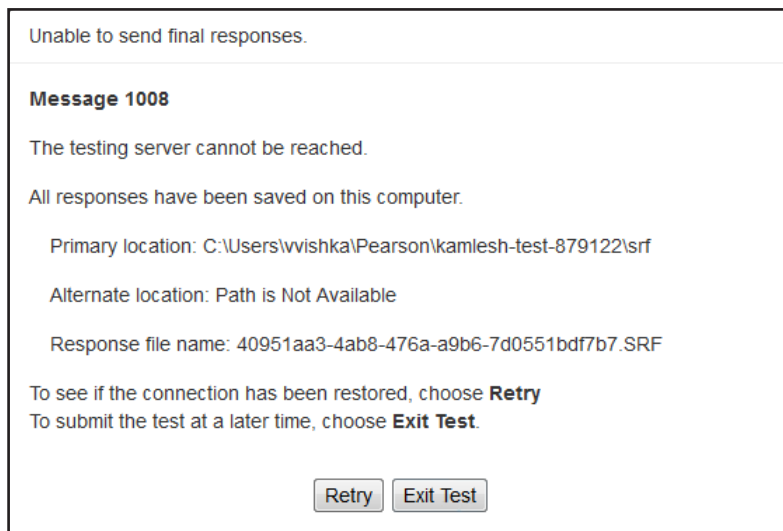 Unable to send final responses.
Message 1008
The testing server cannot be reached.
All responses have been saved on this computer.
Primary location: C:\Users\vvishka\Pearson\kamlesh-test-879122\srf
Alternate location: Path is Not Available
Response file name: 40951aa3-4ab8-476a-a9b6-7d0551bdf7b7.SRF
To see if the connection has been restored, choose Retry
To submit the test at a later time, choose Exit Test.
Retry Exit Test